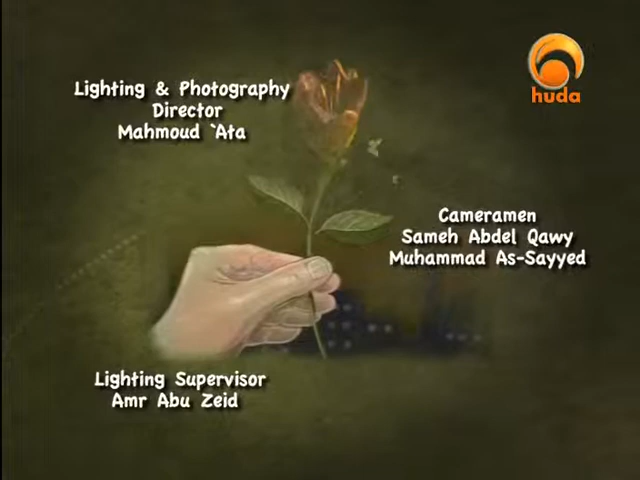 huda
Lighting & Photography
Director
Mahmoud `Ata
Cameramen
Sameh Abdel Qawy
Muhammad As-Sayyed
Lighting Supervisor
Amr Abu Zeid